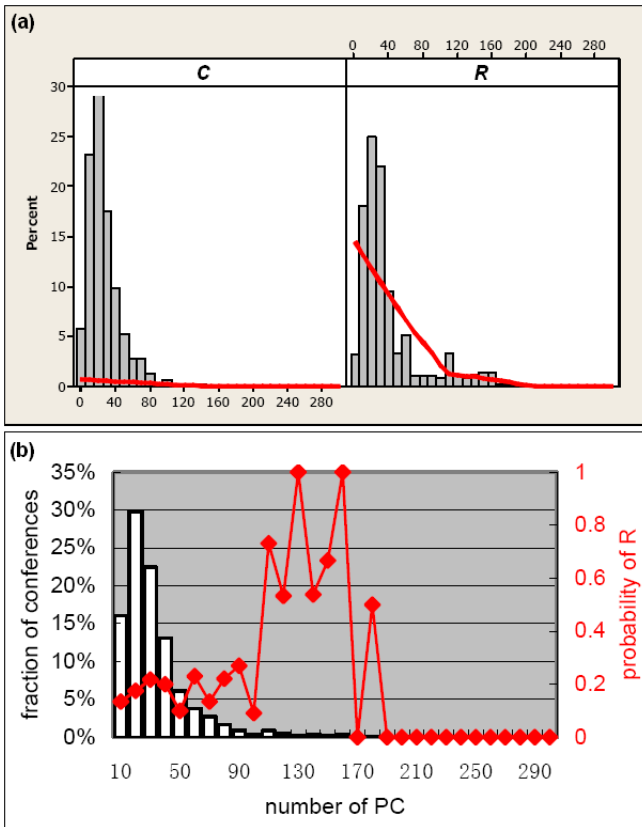 (a)
0 40 80 120 160 200 240 280
C R
30
25
20
15
10
5
0
Percent
0 40 80 120 160 200 240 280
(b)
35%
30%
25%
20%
15%
10%
5%
0%
fraction of conferences
1
0.8
0.6
0.4
0.2
0
probability of R
10 50 90 130 170 210 250 290
number of PC